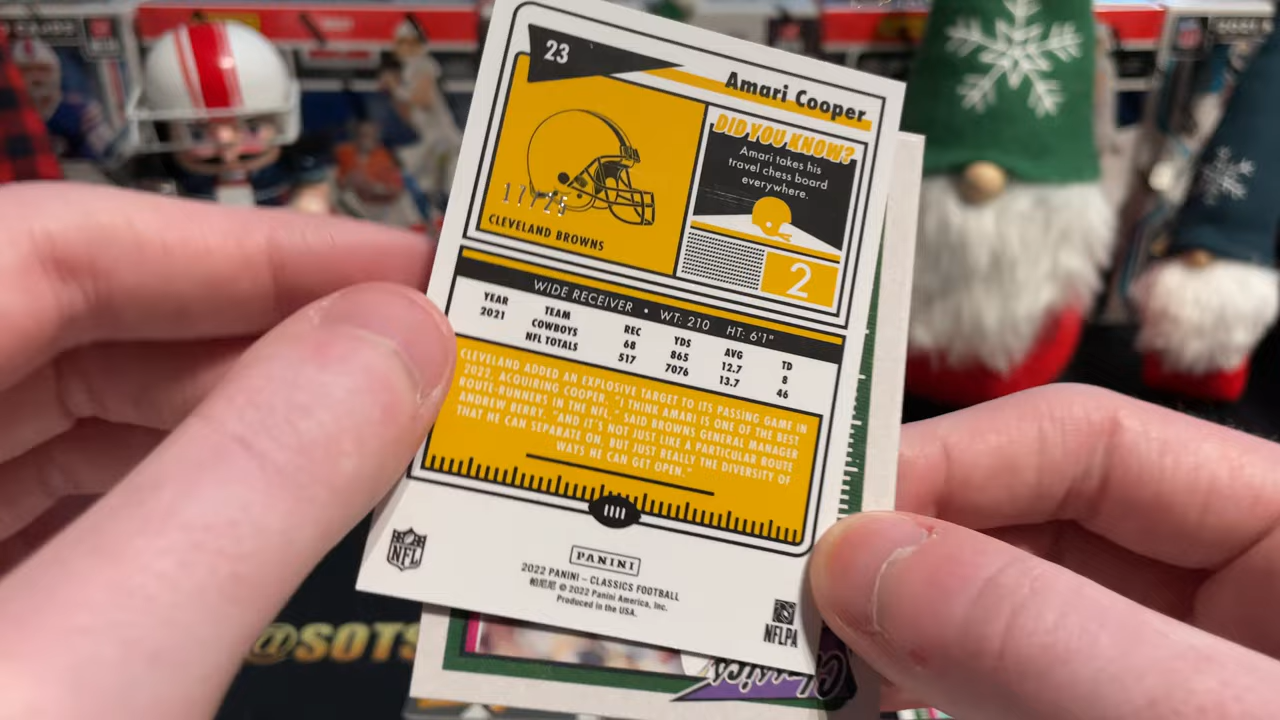 23
Amari Cooper
DID YOU KNOW?
Amari takes his
travel chess board
everywhere.
CLEVELAND BROWNS
2
WIDE RECEIVER • WT: 210 HT: 6'1"
YEAR TEAM REC YDS AVG TD
2021 COWBOYS 68 865 12.7 8
NFL TOTALS 517 7076 13.7 46
CLEVELAND ADDED AN EXPLOSIVE TARGET TO ITS PASSING GAME IN
2022, ACQUIRING COOPER. "I THINK AMARI IS ONE OF THE BEST
ROUTE-RUNNERS IN THE NFL," SAID BROWNS GENERAL MANAGER
ANDREW BERRY. "AND IT'S NOT JUST LIKE A PARTICULAR ROUTE
THAT HE CAN SEPARATE ON, BUT JUST REALLY THE DIVERSITY OF
WAYS HE CAN GET OPEN."
NFL
PANINI
2022 PANINI – CLASSICS FOOTBALL
帕尼尼 © 2022 Panini America, Inc.
Produced in the USA.
NFLPA
@SOTS
Classics